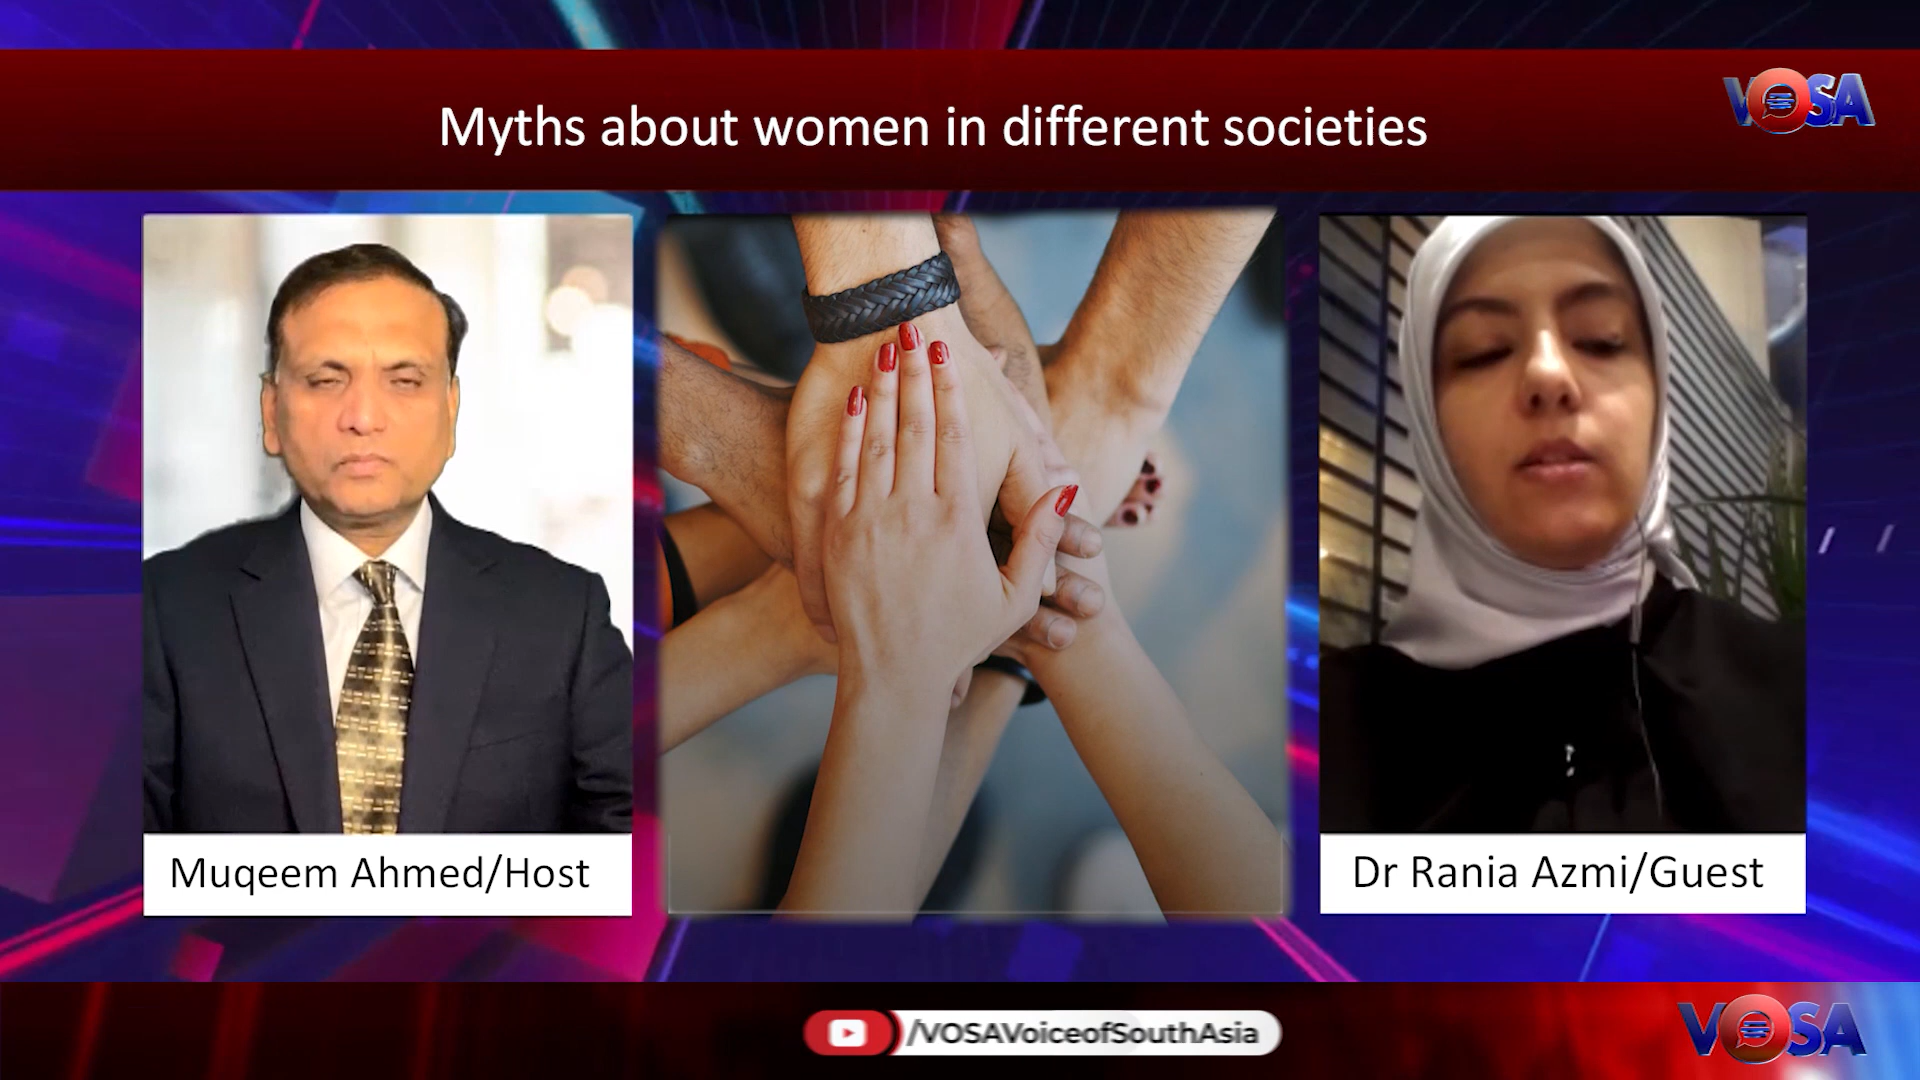 Myths about women in different societies
VOSA
Muqeem Ahmed/Host
Dr Rania Azmi/Guest
/VOSAVoiceofSouthAsia
VOSA